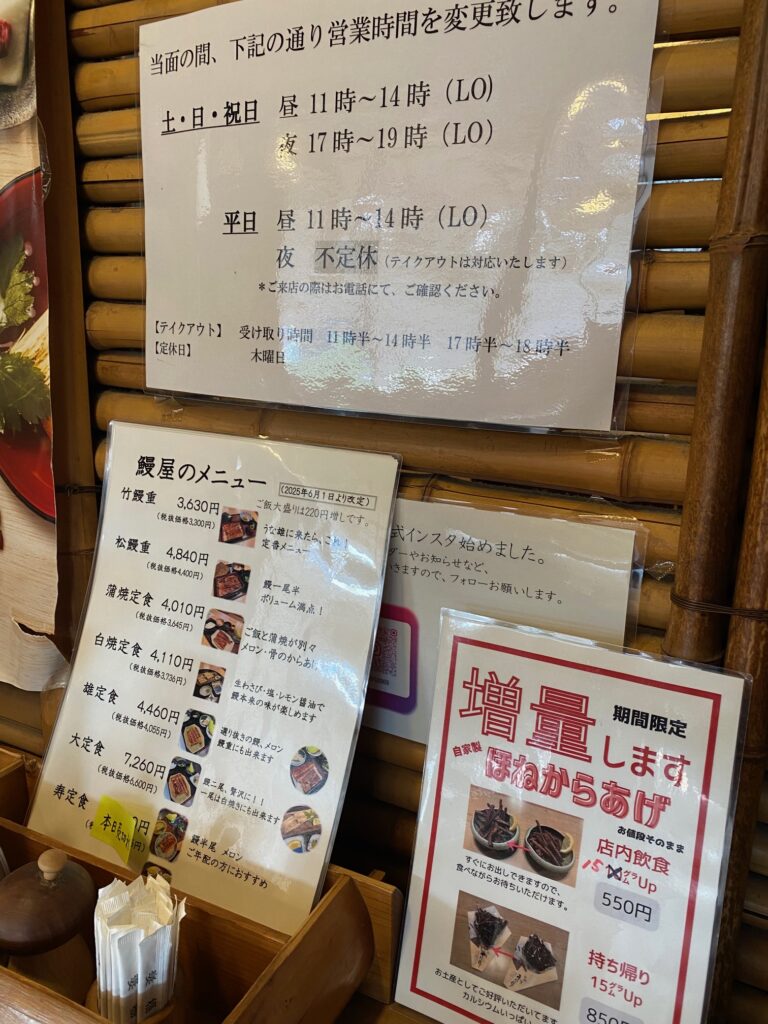 当面の間、下記の通り営業時間を変更致します。
土・日・祝日 昼 11時～14時（LO）
夜 17時～19時（LO）
平日 昼 11時～14時（LO）
夜 不定休（テイクアウトは対応いたします）
＊ご来店の際はお電話にて、ご確認ください。
【テイクアウト】 受け取り時間 11時半～14時半 17時半～18時半
【定休日】 木曜日
鰻屋のメニュー
（2025年6月1日より改定）
ご飯大盛りは220円増しです。
竹鰻重 3,630円
（税抜価格3,300円）
うな雄に来たら、これ！
定番メニュー
松鰻重 4,840円
（税抜価格4,400円）
鰻一尾半
ボリューム満点！
蒲焼定食 4,010円
（税抜価格3,645円）
ご飯と蒲焼が別々
メロン・骨のからあげ
白焼定食 4,110円
（税抜価格3,736円）
生わさび・塩・レモン醤油で
鰻本来の味が楽しめます
雄定食 4,460円
（税抜価格4,055円）
選り抜きの鰻、メロン
鰻重にも出来ます
大定食 7,260円
（税抜価格6,600円）
鰻二尾、贅沢に！！
一尾は白焼きにも出来ます
寿定食
円
（税抜
本日
鰻半尾 メロン
ご年配の方におすすめ
式インスタ始めました。
ダーやお知らせなど、
いきますので、フォローお願いします。
期間限定
増量します
自家製
ほねからあげ
お値段そのまま
店内飲食
15グラムUp
550円
すぐにお出しできますので、
食べながらお待ちいただけます。
持ち帰り
15グラムUp
850円
お土産としてご好評いただいてます
カルシウムいっぱい